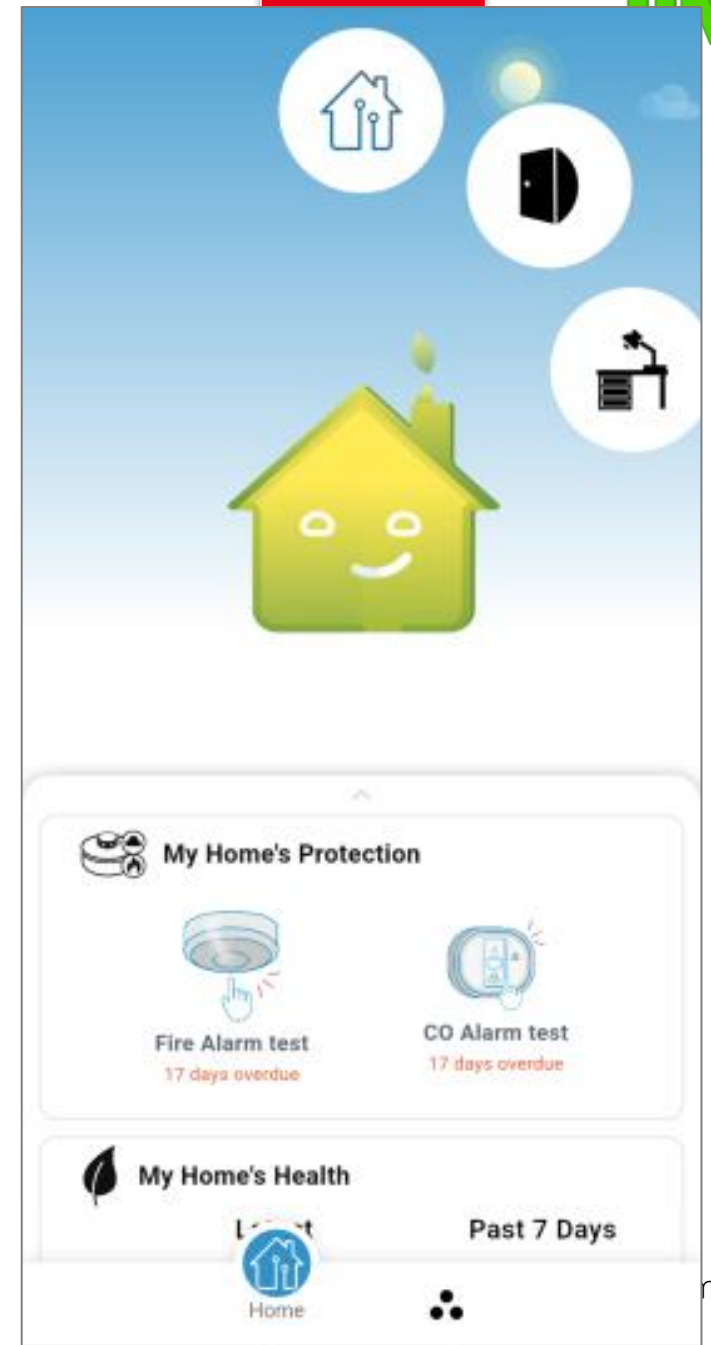 My Home's Protection
Fire Alarm test
17 days overdue
CO Alarm test
17 days overdue
My Home's Health
Past 7 Days
Home